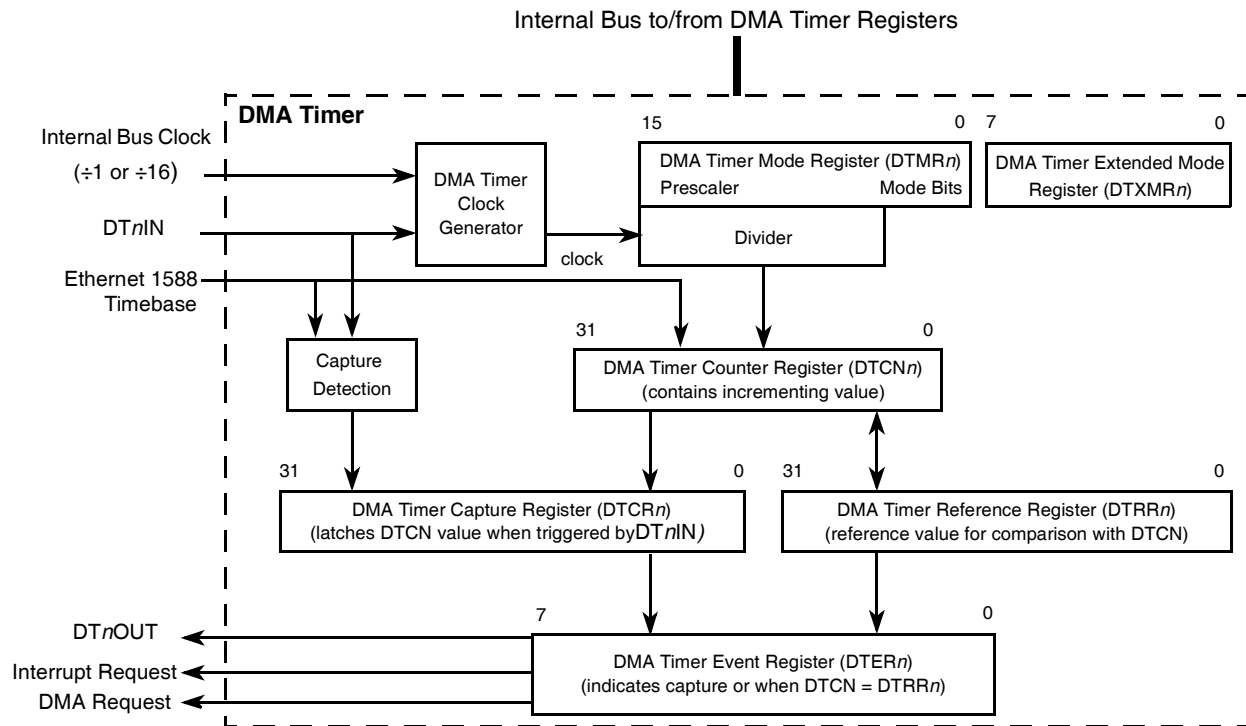 Internal Bus to/from DMA Timer Registers
DMA Timer
Internal Bus Clock
(÷1 or ÷16)
DTnIN
Ethernet 1588
Timebase
DMA Timer
Clock
Generator
clock
15 0
DMA Timer Mode Register (DTMRn)
Prescaler Mode Bits
Divider
7 0
DMA Timer Extended Mode
Register (DTXMRn)
Capture
Detection
31 0
DMA Timer Counter Register (DTCNn)
(contains incrementing value)
31 0
DMA Timer Capture Register (DTCRn)
(latches DTCN value when triggered byDTnIN)
31 0
DMA Timer Reference Register (DTRRn)
(reference value for comparison with DTCN)
7 0
DMA Timer Event Register (DTERn)
(indicates capture or when DTCN = DTRRn)
DTnOUT
Interrupt Request
DMA Request